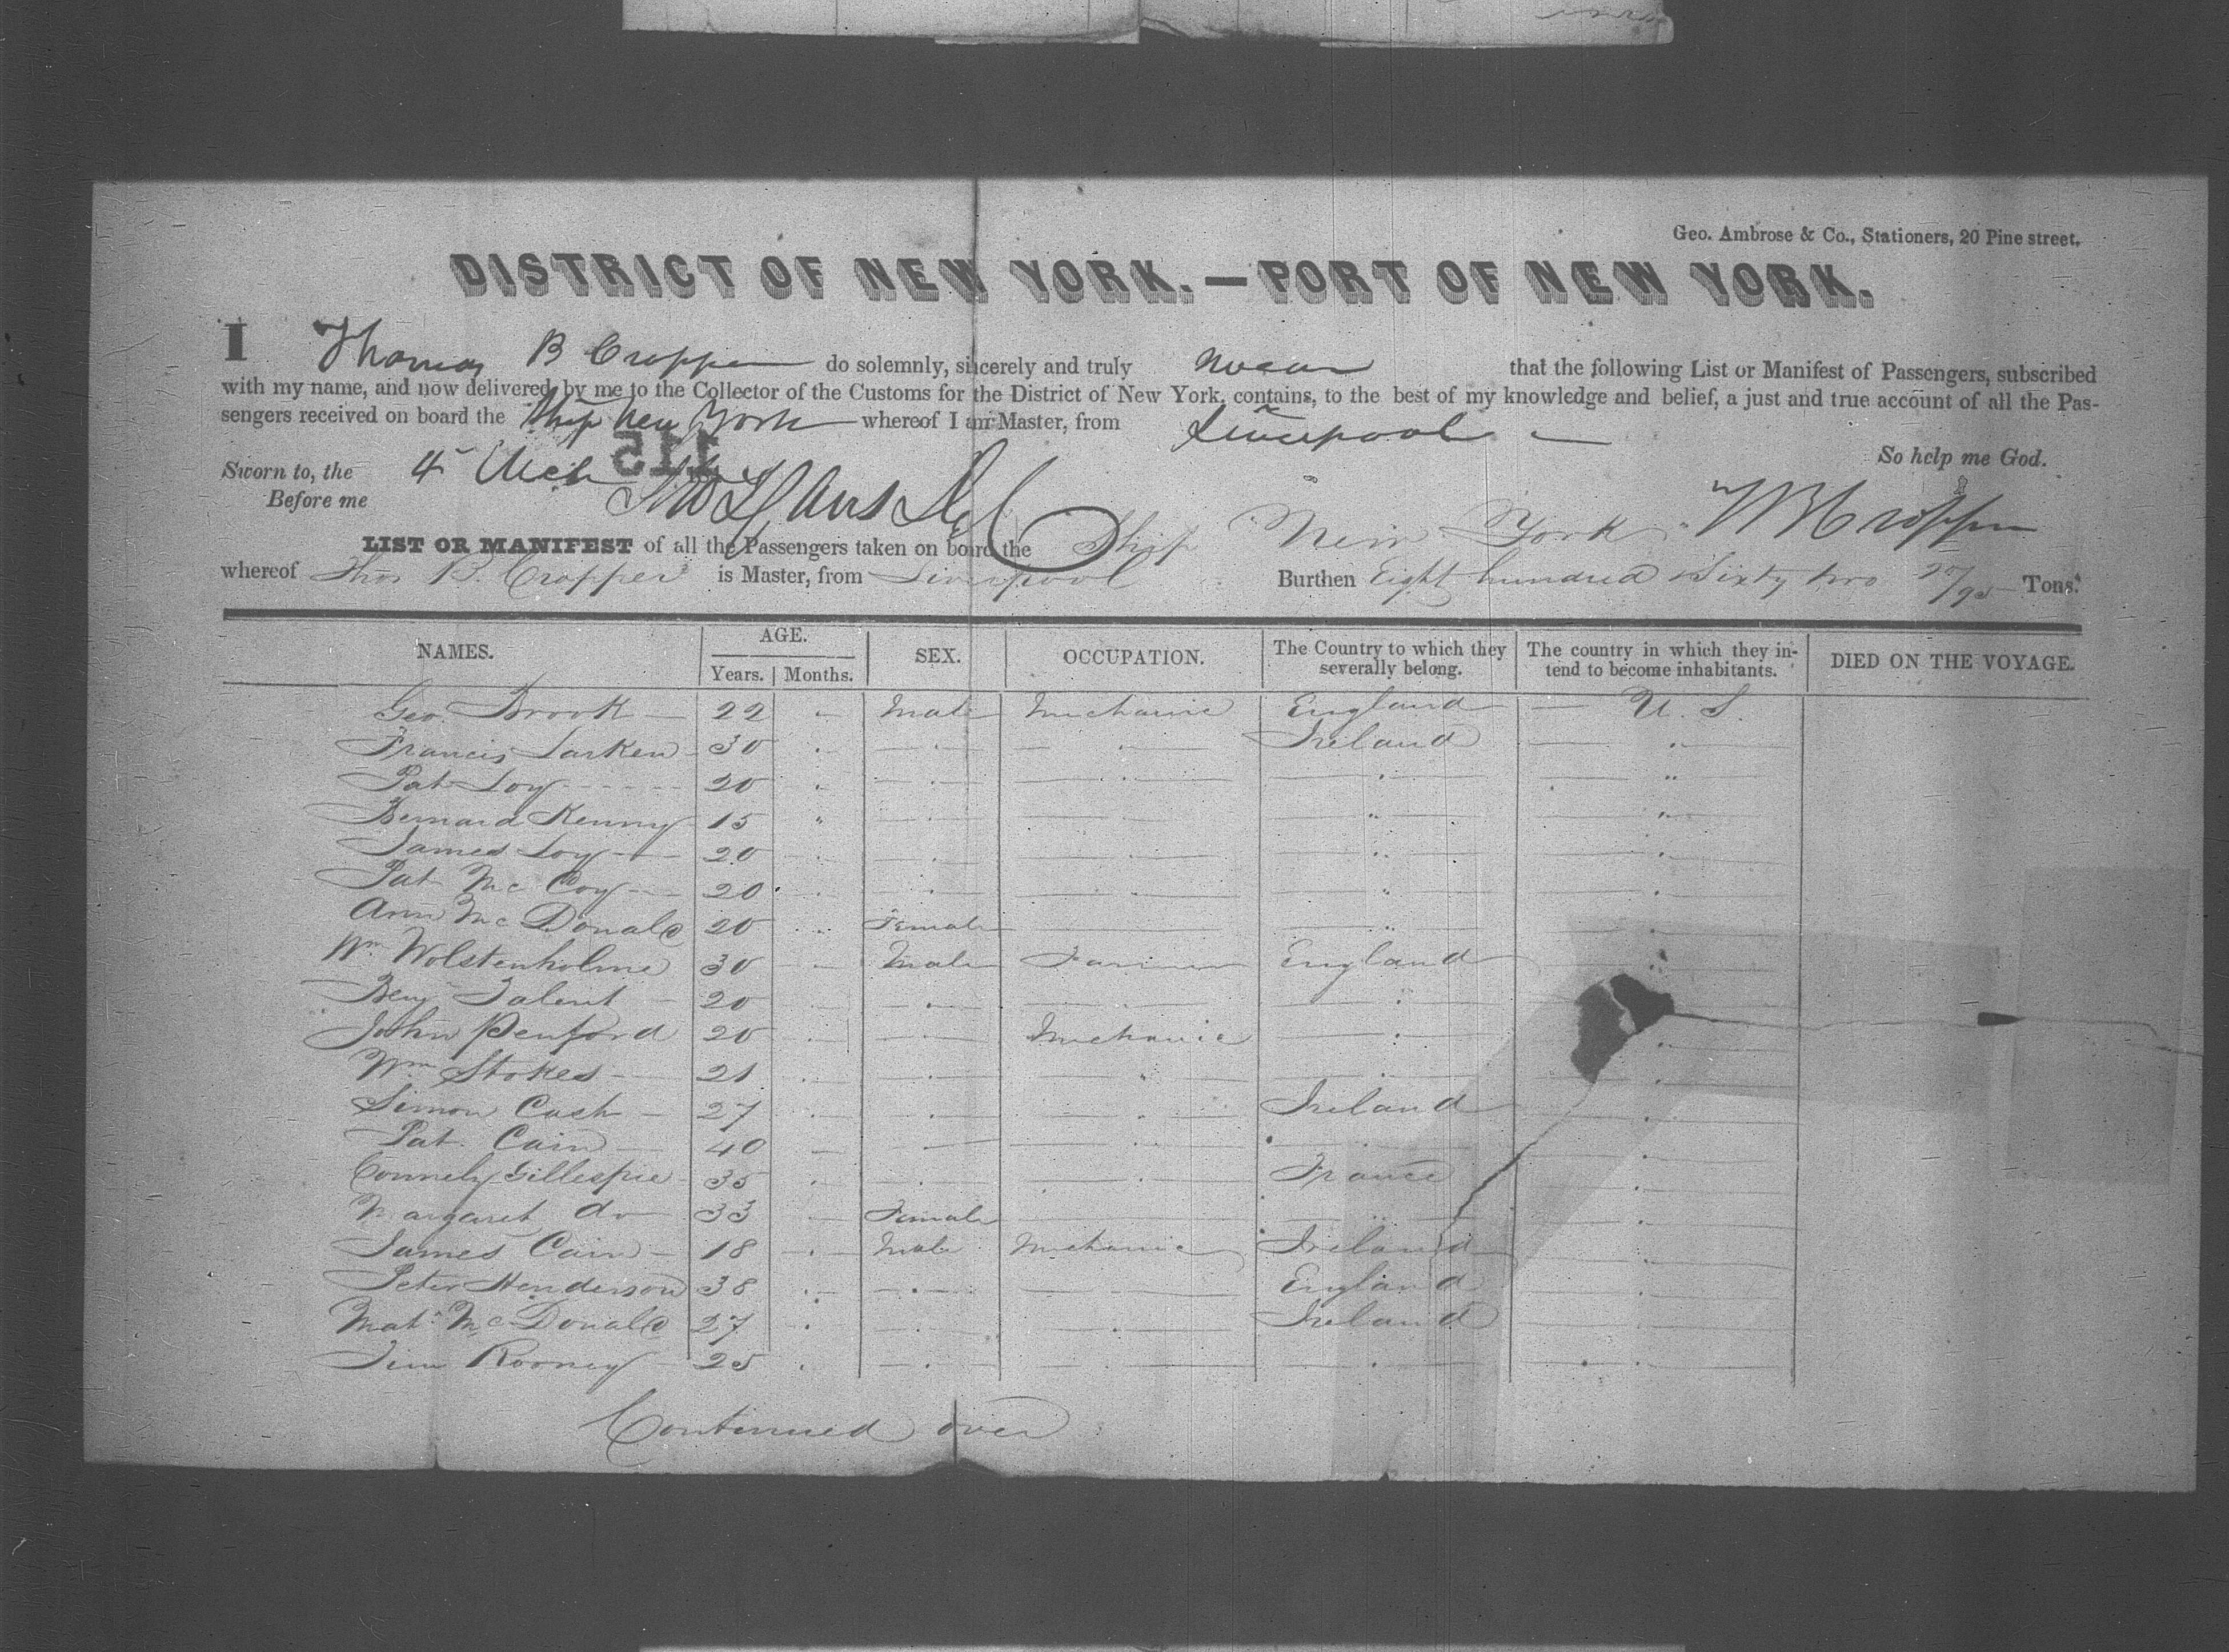 Geo. Ambrose & Co., Stationers, 20 Pine street.
DISTRICT OF NEW YORK.—PORT OF NEW YORK.
I Thomas B Cropper do solemnly, sincerely and truly swear that the following List or Manifest of Passengers, subscribed
with my name, and now delivered by me to the Collector of the Customs for the District of New York, contains, to the best of my knowledge and belief, a just and true account of all the Pas-
sengers received on board the Ship New York whereof I am Master, from Liverpool
So help me God.
Sworn to, the 4 Mch 115
Before me
T B Cropper
LIST OR MANIFEST of all the Passengers taken on board the Ship New York
whereof Thos B. Cropper is Master, from Liverpool Burthen Eight hundred & Sixty two /95 Tons.
NAMES. AGE. SEX. OCCUPATION. The Country to which they severally belong. The country in which they in-tend to become inhabitants. DIED ON THE VOYAGE.
Years. Months.
Geo. Brook 22 " Male Mechanic England U. S.
Francis Larken 30 " " " Ireland "
Pat Loy 20 " " " " "
Bernard Kenny 15 " " " " "
James Loy 20 " " " " "
Pat Mc Coy 20 " " " " "
Ann Mc Donald 20 " Female " "
Wm Wolstenholme 30 Male Farmer England "
Benj Talent 20 " " "
John Penford 20 " Mechanic " "
Wm Stokes 21 " " " " "
Simon Cash 27 " " " Ireland "
Pat. Cain 40 " "
Connely Gillespie 35 " " " France "
Margaret do 33 Female " "
James Cain 18 " Male Mechanic Ireland "
Peter Henderson 38 " " " England "
Mat. Mc Donald 27 " " " Ireland "
Jim Rooney 25 " " " "
Continued over